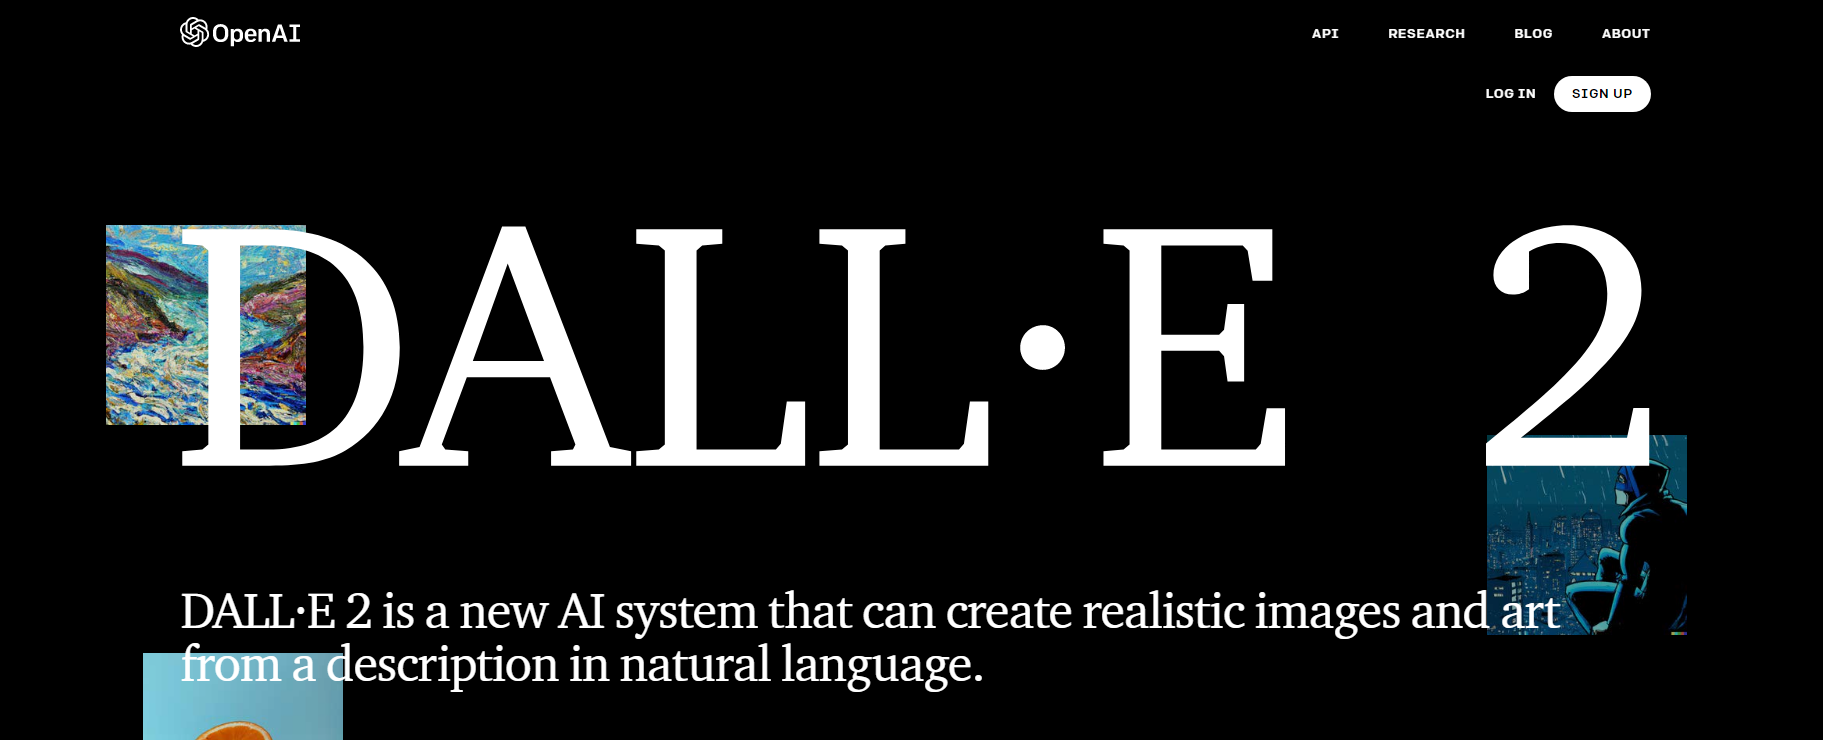 OpenAI
API RESEARCH BLOG ABOUT
LOG IN SIGN UP
DALL·E 2
DALL·E 2 is a new AI system that can create realistic images and art
from a description in natural language.